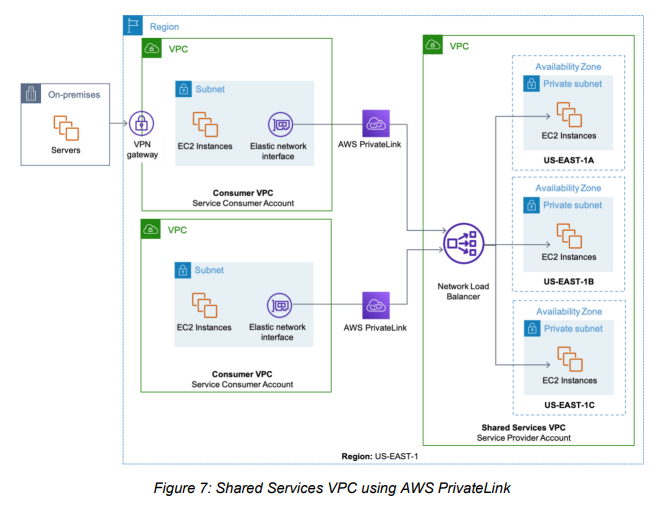 Region
VPC
Subnet
On-premises
Servers
VPN
gateway
EC2 Instances
Elastic network
interface
AWS PrivateLink
Consumer VPC
Service Consumer Account
VPC
Subnet
EC2 Instances
Elastic network
interface
AWS PrivateLink
Consumer VPC
Service Consumer Account
VPC
Network Load
Balancer
Availability Zone
Private subnet
EC2 Instances
US-EAST-1A
Availability Zone
Private subnet
EC2 Instances
US-EAST-1B
Availability Zone
Private subnet
EC2 Instances
US-EAST-1C
Shared Services VPC
Service Provider Account
Region: US-EAST-1
Figure 7: Shared Services VPC using AWS PrivateLink